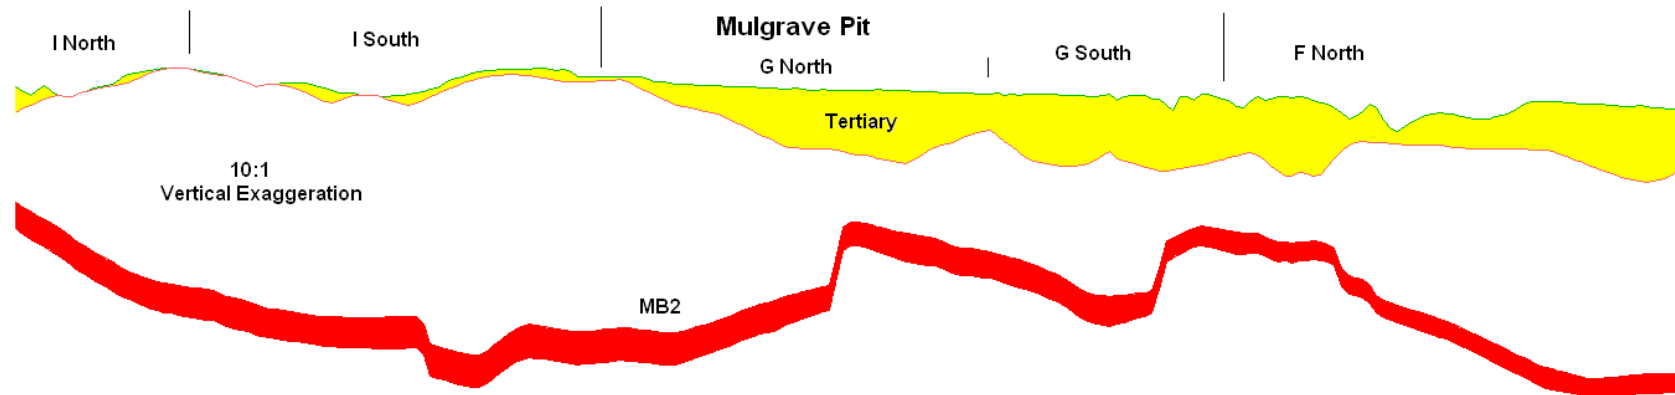 Mulgrave Pit
I North
I South
G North
G South
F North
Tertiary
10:1
Vertical Exaggeration
MB2